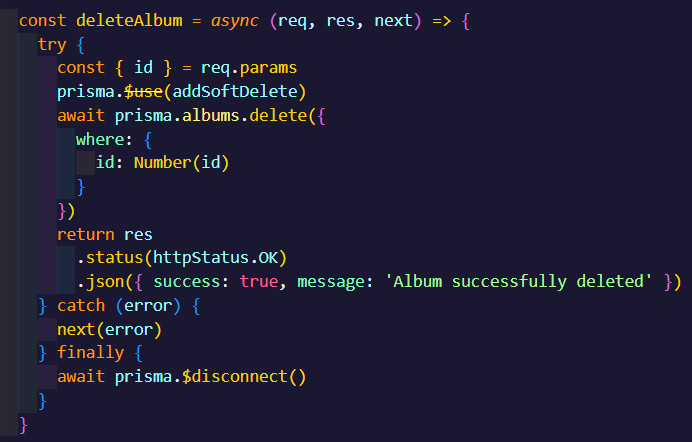 const deleteAlbum = async (req, res, next) => {
  try {
    const { id } = req.params
    prisma.$use(addSoftDelete)
    await prisma.albums.delete({
      where: {
        id: Number(id)
      }
    })
    return res
      .status(httpStatus.OK)
      .json({ success: true, message: 'Album successfully deleted' })
  } catch (error) {
    next(error)
  } finally {
    await prisma.$disconnect()
  }
}